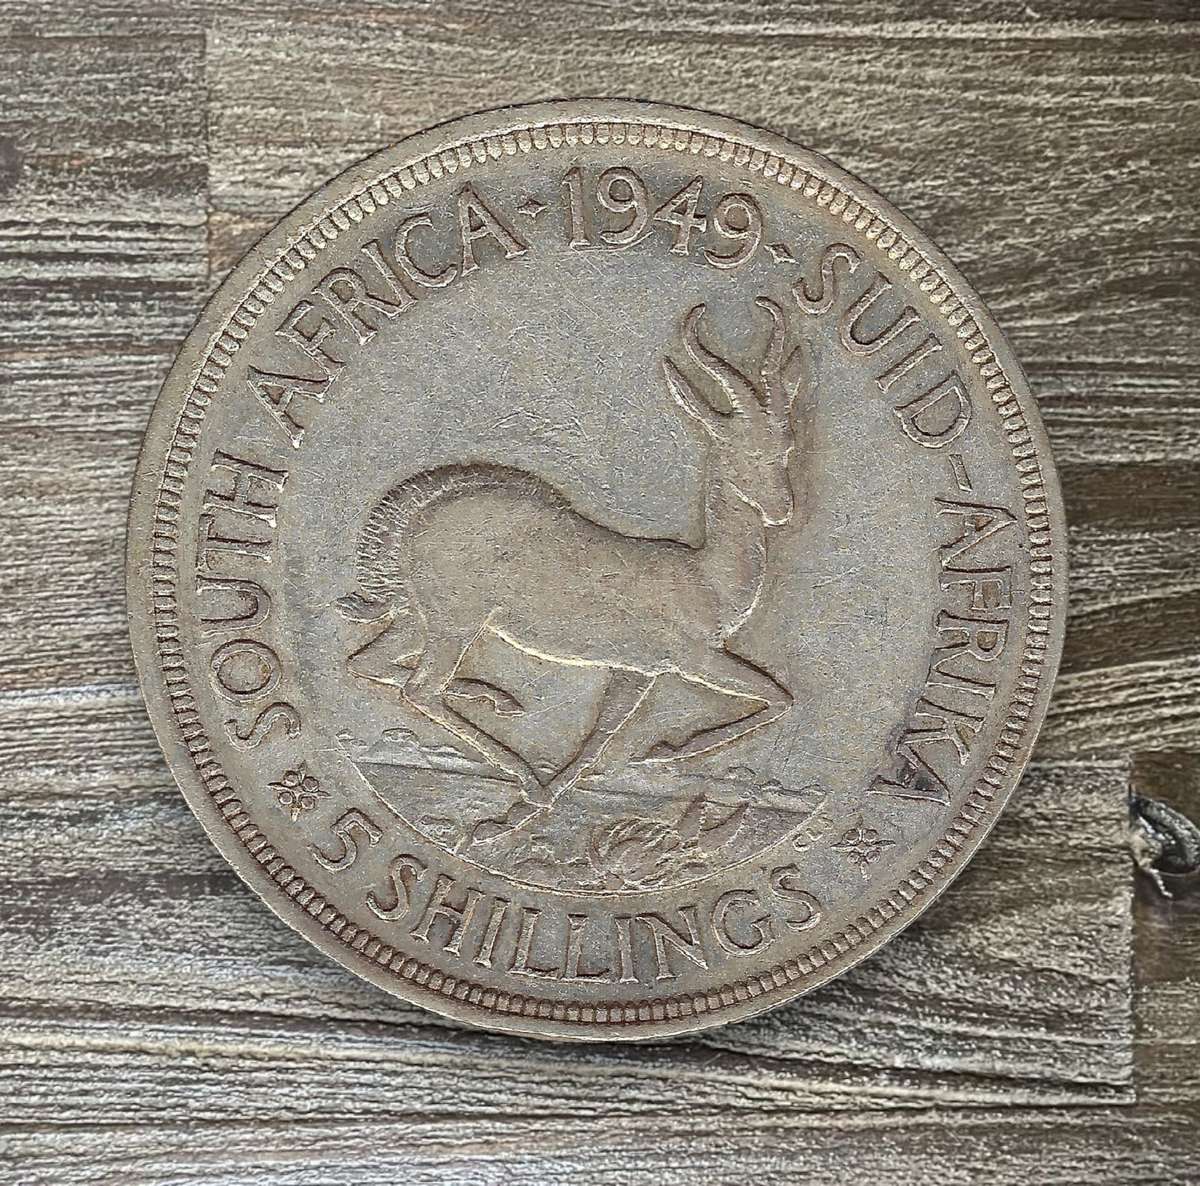 SOUTH AFRICA · 1949 · SUID-AFRIKA
5 SHILLINGS